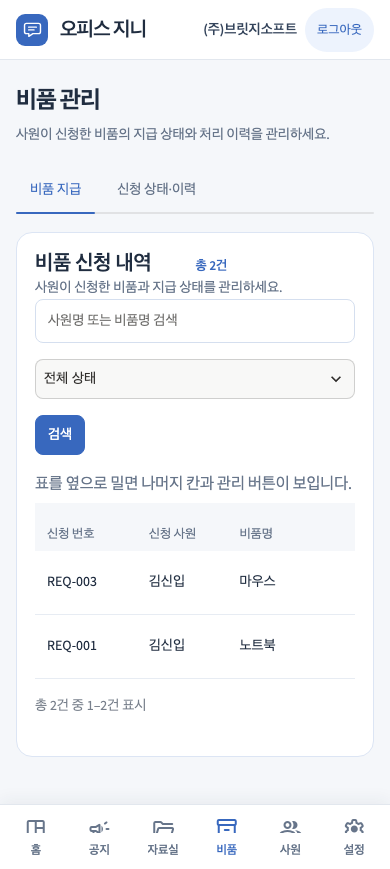 오피스 지니
(주)브릿지소프트
로그아웃
비품 관리
사원이 신청한 비품의 지급 상태와 처리 이력을 관리하세요.
비품 지급
신청 상태·이력
비품 신청 내역
총 2건
사원이 신청한 비품과 지급 상태를 관리하세요.
사원명 또는 비품명 검색
전체 상태
검색
표를 옆으로 밀면 나머지 칸과 관리 버튼이 보입니다.
신청 번호 신청 사원 비품명
REQ-003 김신입 마우스
REQ-001 김신입 노트북
총 2건 중 1–2건 표시
홈 공지 자료실 비품 사원 설정